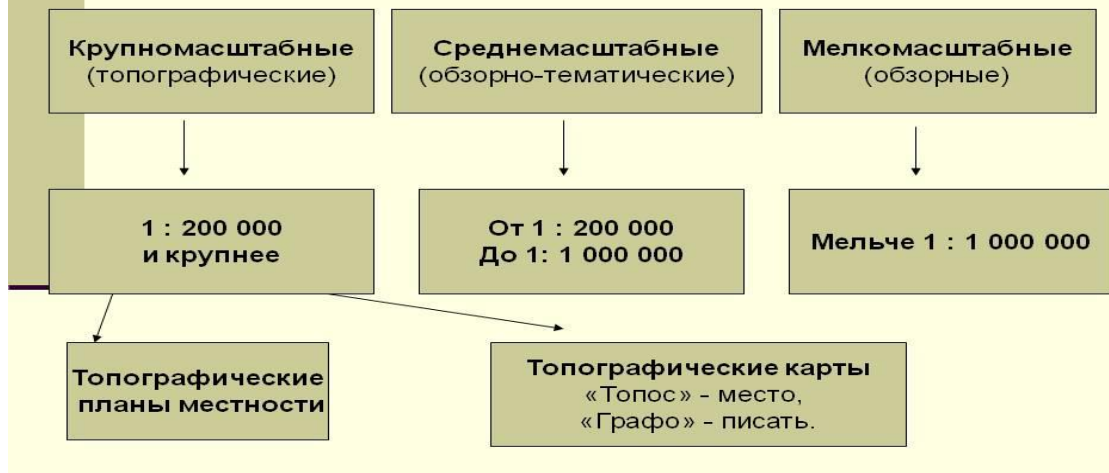 Крупномасштабные
(топографические)
Среднемасштабные
(обзорно-тематические)
Мелкомасштабные
(обзорные)
1 : 200 000
и крупнее
От 1 : 200 000
До 1: 1 000 000
Мельче 1 : 1 000 000
Топографические
планы местности
Топографические карты
«Топос» - место,
«Графо» - писать.